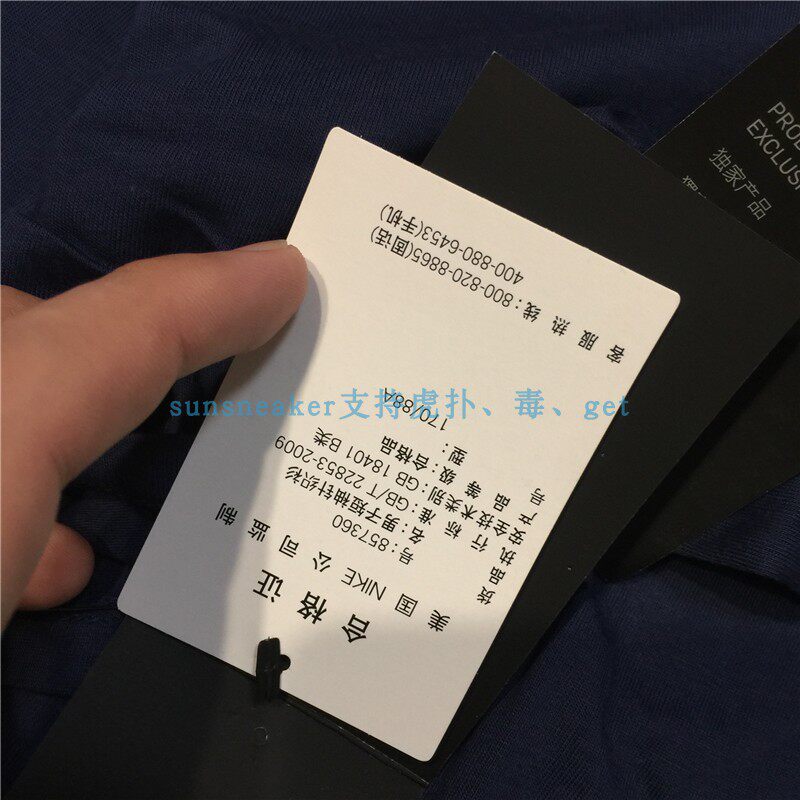 合格证
美国 NIKE 公司监制
货号：857360
品名：男子短袖针织衫
执行标准：GB/T 22853-2009
安全技术类别：GB 18401 B类
产品等级：合格品
号型：170/88A
客服热线：800-820-8865(固话)
400-880-6453(手机)
sunsneaker支持虎扑、毒、get
PROD
EXCLUS
独家产品